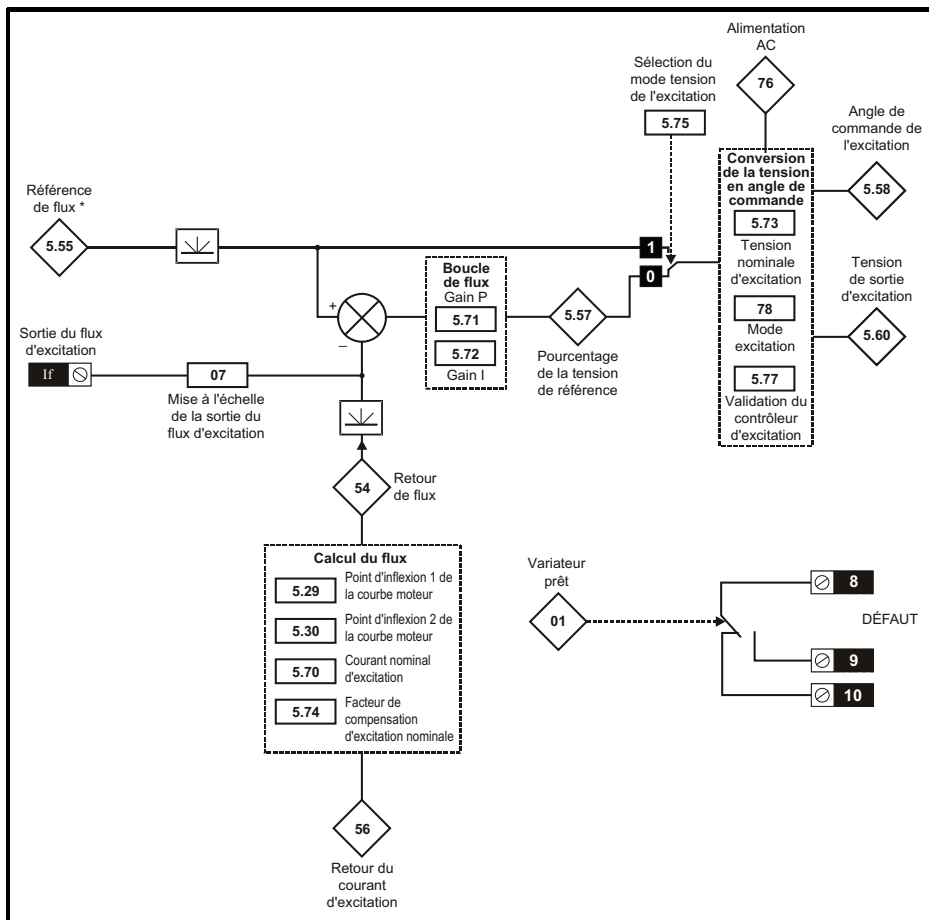 Alimentation
AC
76
Sélection du
mode tension
de l'excitation
5.75
Angle de
commande de
l'excitation
5.58
Conversion
de la tension
en angle de
commande
5.73
Tension
nominale
d'excitation
78
Mode
excitation
5.77
Validation du
contrôleur
d'excitation
Tension
de sortie
d'excitation
5.60
Référence
de flux *
5.55
1
0
+
–
Boucle
de flux
Gain P
5.71
5.72
Gain I
5.57
Pourcentage
de la tension
de référence
Sortie du flux
d'excitation
If
07
Mise à l'échelle
de la sortie du
flux d'excitation
54
Retour
de flux
Calcul du flux
5.29
Point d'inflexion 1 de
la courbe moteur
5.30
Point d'inflexion 2 de
la courbe moteur
5.70
Courant nominal
d'excitation
5.74
Facteur de
compensation
d'excitation nominale
56
Retour du
courant
d'excitation
Variateur
prêt
01
8
DÉFAUT
9
10